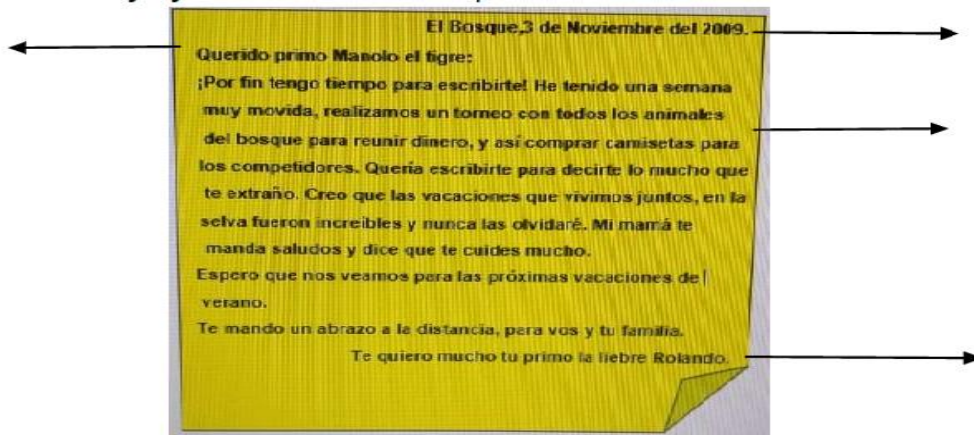 El Bosque,3 de Noviembre del 2009.
Querido primo Manolo el tigre:
¡Por fin tengo tiempo para escribirte! He tenido una semana
muy movida, realizamos un torneo con todos los animales
del bosque para reunir dinero, y así comprar camisetas para
los competidores. Quería escribirte para decirte lo mucho que
te extraño. Creo que las vacaciones que vivimos juntos, en la
selva fueron increíbles y nunca las olvidaré. Mi mamá te
manda saludos y dice que te cuides mucho.
Espero que nos veamos para las próximas vacaciones de
verano.
Te mando un abrazo a la distancia, para vos y tu familia.
Te quiero mucho tu primo la liebre Rolando.